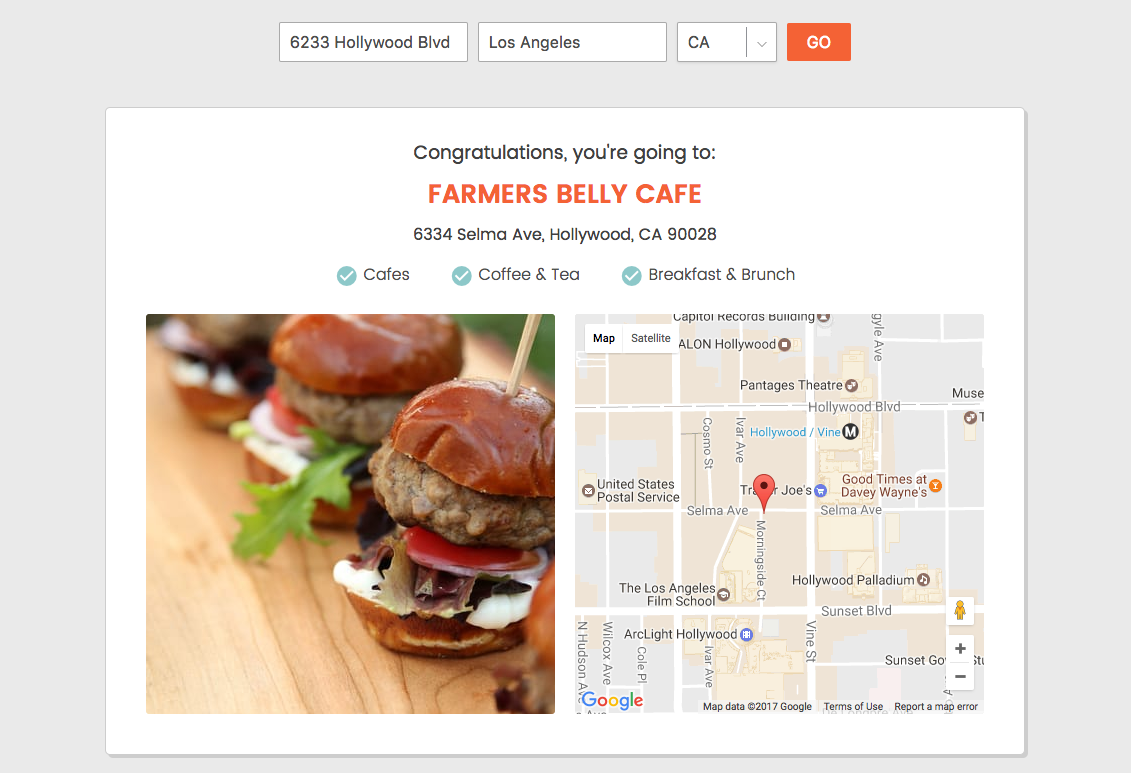 6233 Hollywood Blvd
Los Angeles
CA
GO
Congratulations, you're going to:
FARMERS BELLY CAFE
6334 Selma Ave, Hollywood, CA 90028
Cafes
Coffee & Tea
Breakfast & Brunch
Map
Satellite
Capitol Records Building
ALON Hollywood
gyle Ave
Pantages Theatre
Muse
Hollywood Blvd
T
Cosmo St
Ivar Ave
Hollywood / Vine
M
United States
Postal Service
Joe's
Good Times at
Davey Wayne's
Selma Ave
Selma Ave
Morningside Ct
The Los Angeles
Film School
Hollywood Palladium
Sunset Blvd
ArcLight Hollywood
N Hudson Ave
Wilcox Ave
Cole Pl
Ivar Ave
Vine St
Sunset Go
Google
Map data ©2017 Google
Terms of Use
Report a map error